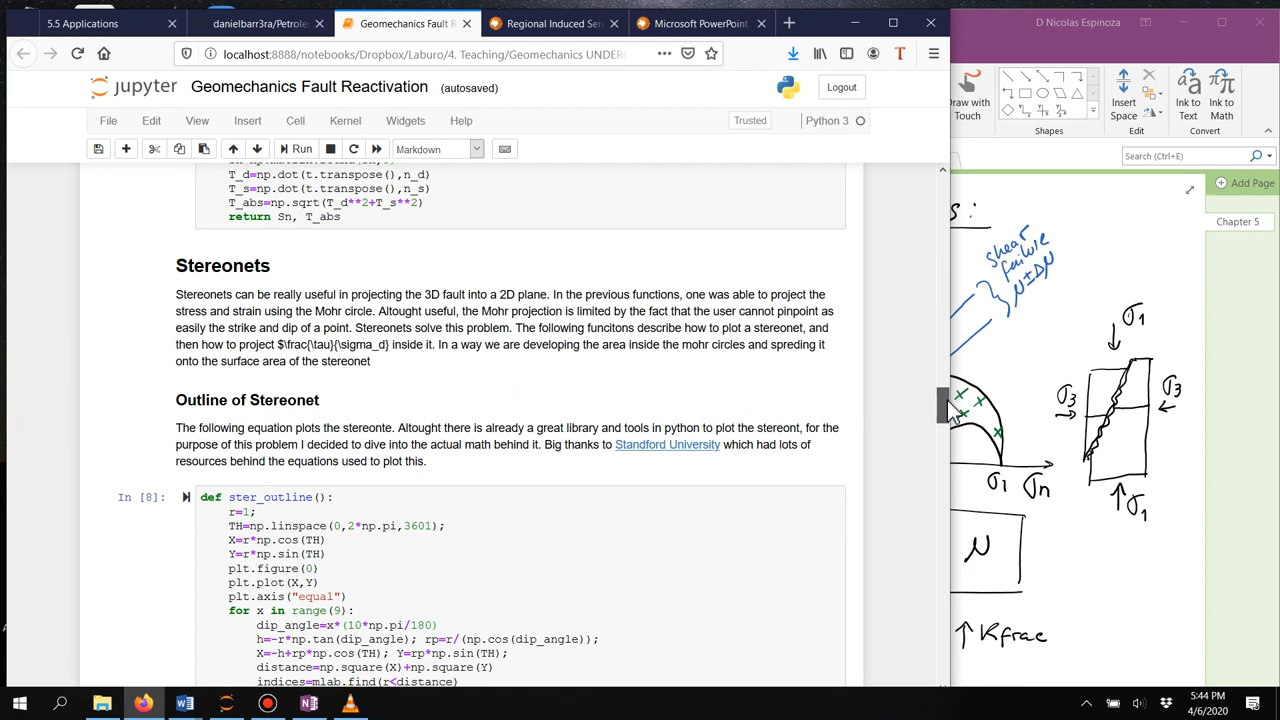 5.5 Applications
danielbarr3ra/Petrole
Geomechanics Fault R
Regional Induced Sei
Microsoft PowerPoint
D Nicolas Espinoza
localhost:8888/notebooks/Dropbox/Laburo/4. Teaching/Geomechanics UNDERG
jupyter Geomechanics Fault Reactivation (autosaved)
Logout
File Edit View Insert Cell Kernel Widgets Help
Trusted
Python 3
Run
Markdown
Draw with Touch
Shapes
Insert Space
Edit
Ink to Text
Ink to Math
Convert
Search (Ctrl+E)
Add Page
Chapter 5
T_d=np.dot(t.transpose(),n_d)
T_s=np.dot(t.transpose(),n_s)
T_abs=np.sqrt(T_d**2+T_s**2)
return Sn, T_abs
Stereonets
Stereonets can be really useful in projecting the 3D fault into a 2D plane. In the previous functions, one was able to project the
stress and strain using the Mohr circle. Altought useful, the Mohr projection is limited by the fact that the user cannot pinpoint as
easily the strike and dip of a point. Stereonets solve this problem. The following funcitons describe how to plot a stereonet, and
then how to project $\frac{\tau}{\sigma_d} inside it. In a way we are developing the area inside the mohr circles and spreding it
onto the surface area of the stereonet
Outline of Stereonet
The following equation plots the stereonte. Altought there is already a great library and tools in python to plot the stereont, for the
purpose of this problem I decided to dive into the actual math behind it. Big thanks to Standford University which had lots of
resources behind the equations used to plot this.
In [8]:
def ster_outline():
r=1;
TH=np.linspace(0,2*np.pi,3601);
X=r*np.cos(TH)
Y=r*np.sin(TH)
plt.figure(0)
plt.plot(X,Y)
plt.axis("equal")
for x in range(9):
dip_angle=x*(10*np.pi/180)
h=-r*np.tan(dip_angle); rp=r/(np.cos(dip_angle));
X=-h+rp*np.cos(TH); Y=rp*np.sin(TH);
distance=np.square(X)+np.square(Y)
indices=mlab.find(r<distance)
s:
shear
failure
μ±Δμ
σ1
σ3
σ3
σ1
σ1 σn
μ
↑ Kfrac
5:44 PM
4/6/2020